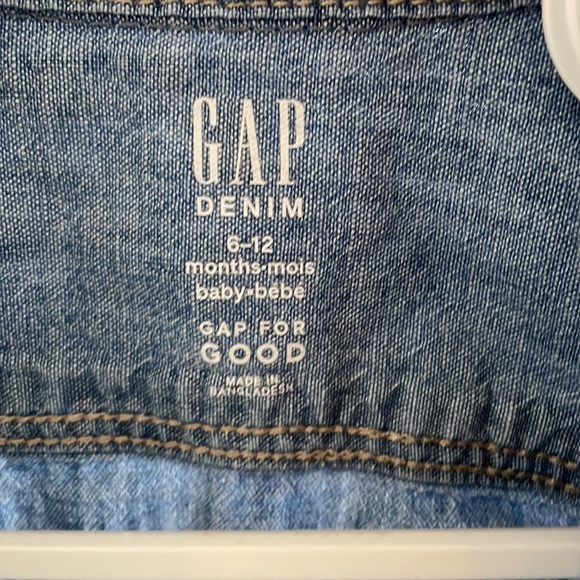 GAP
DENIM
6–12
months•mois
baby•bébé
GAP FOR
GOOD
MADE IN
BANGLADESH